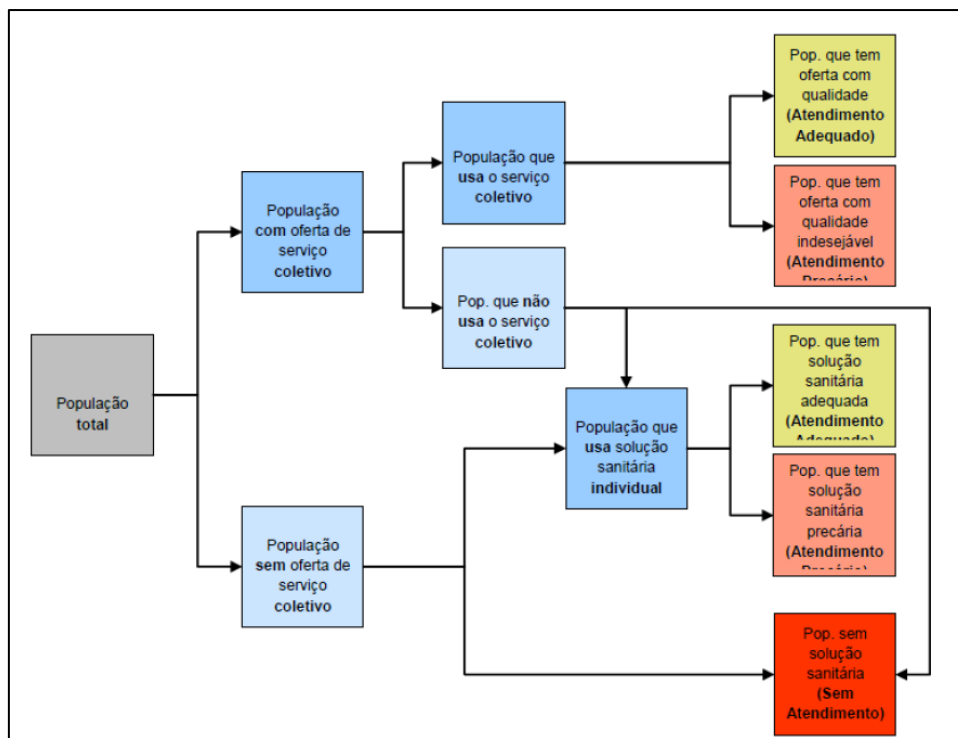 Pop. que tem
oferta com
qualidade
(Atendimento
Adequado)
População que
usa o serviço
coletivo
Pop. que tem
oferta com
qualidade
indesejável
(Atendimento
Precário)
População
com oferta de
serviço
coletivo
Pop. que não
usa o serviço
coletivo
Pop. que tem
solução
sanitária
adequada
(Atendimento
Adequado)
População
total
População que
usa solução
sanitária
individual
Pop. que tem
solução
sanitária
precária
(Atendimento
Precário)
População
sem oferta de
serviço
coletivo
Pop. sem
solução
sanitária
(Sem
Atendimento)